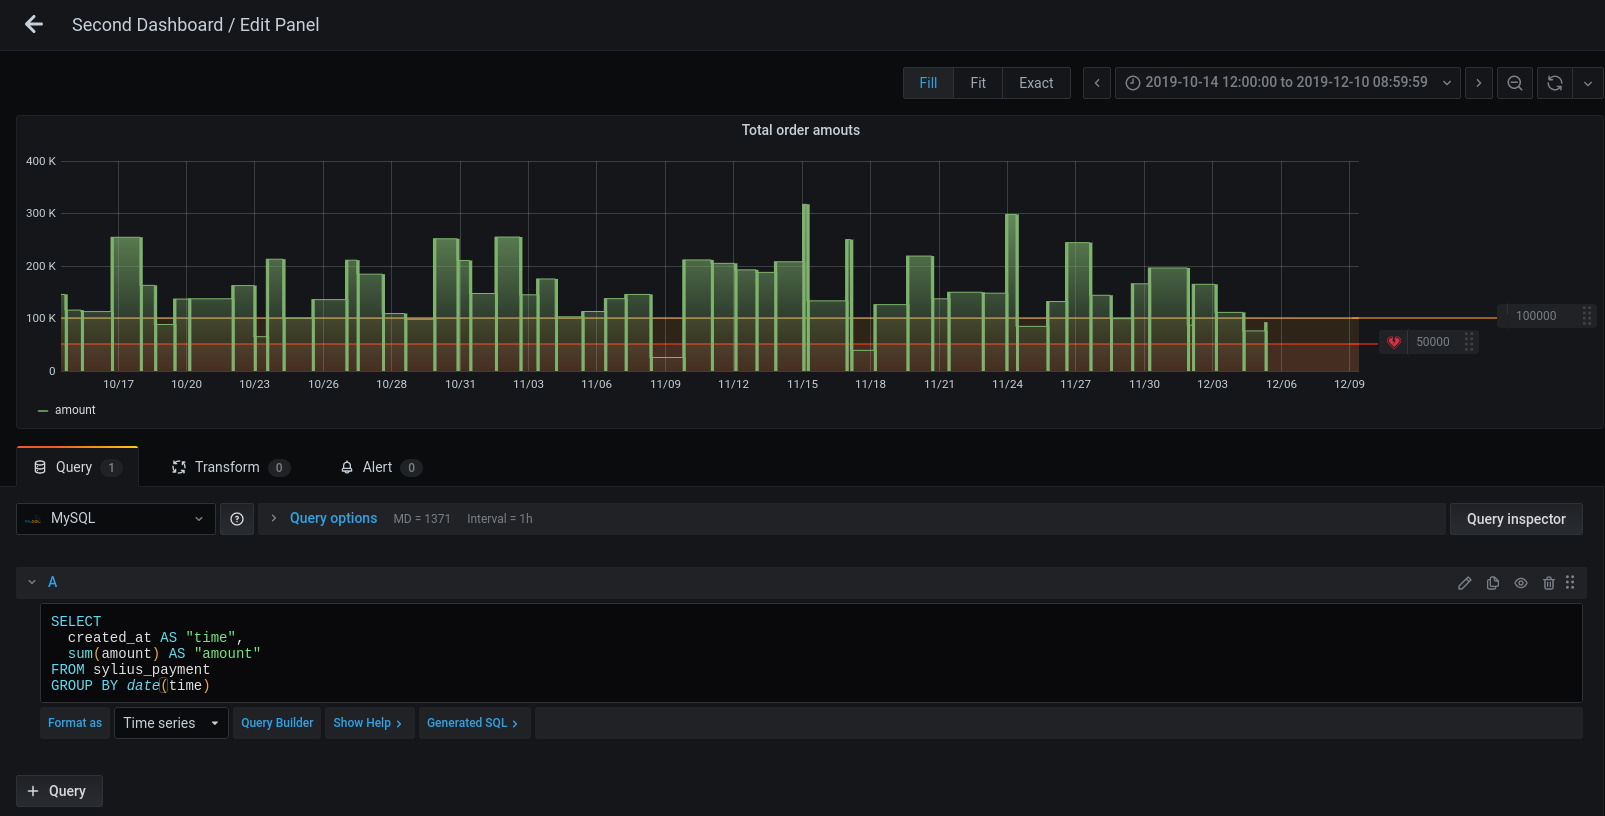 Second Dashboard / Edit Panel
Fill Fit Exact 2019-10-14 12:00:00 to 2019-12-10 08:59:59
Total order amouts
400 K
300 K
200 K
100 K
0
100000
50000
10/17 10/20 10/23 10/26 10/28 10/31 11/03 11/06 11/09 11/12 11/15 11/18 11/21 11/24 11/27 11/30 12/03 12/06 12/09
amount
Query 1 Transform 0 Alert 0
MySQL Query options MD = 1371 Interval = 1h Query inspector
A
SELECT
created_at AS "time",
sum(amount) AS "amount"
FROM sylius_payment
GROUP BY date(time)
Format as Time series Query Builder Show Help > Generated SQL >
+ Query